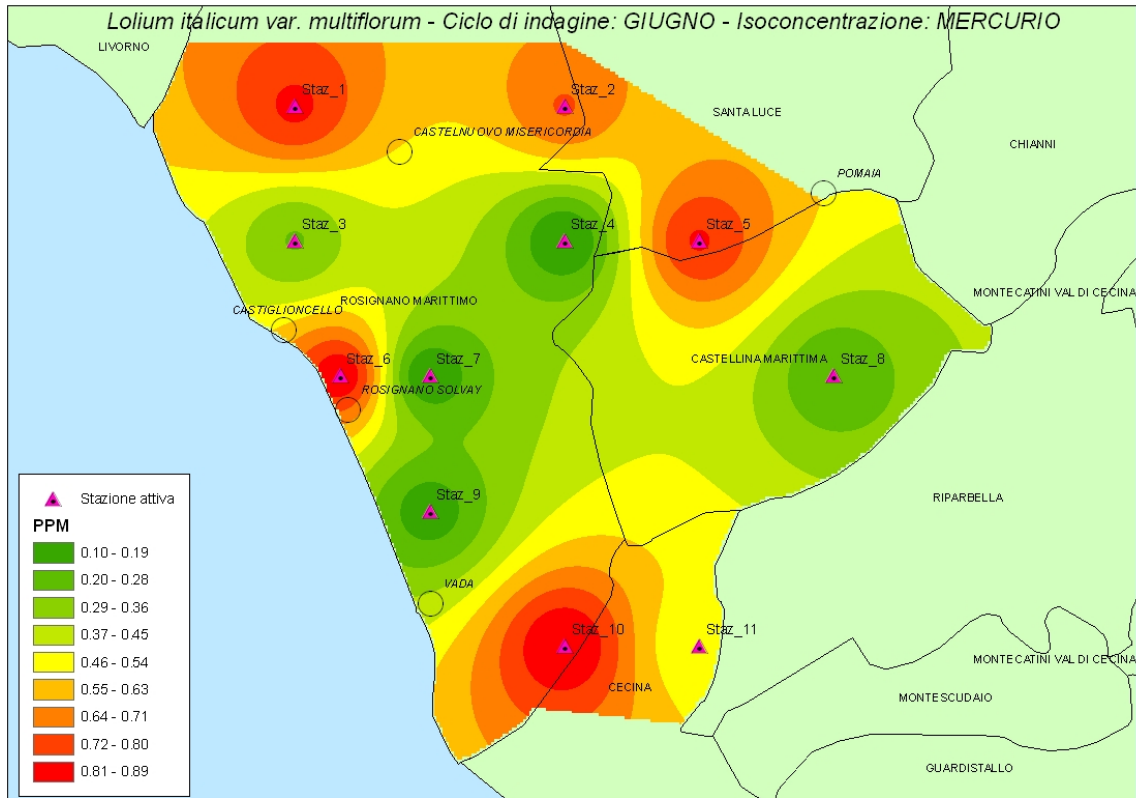 Lolium italicum var. multiflorum - Ciclo di indagine: GIUGNO - Isoconcentrazione: MERCURIO
LIVORNO
Staz_1
Staz_2
SANTA LUCE
CASTELNUOVO MISERICORDIA
CHIANNI
POMAIA
Staz_3
Staz_4
Staz_5
MONTECATINI VAL DI CECINA
ROSIGNANO MARITTIMO
CASTIGLIONCELLO
Staz_6
Staz_7
CASTELLINA MARITTIMA
Staz_8
ROSIGNANO SOLVAY
Staz_9
RIPARBELLA
VADA
Staz_10
Staz_11
MONTECATINI VAL DI CECINA
CECINA
MONTESCUDAIO
GUARDISTALLO
Stazione attiva
PPM
0.10 - 0.19
0.20 - 0.28
0.29 - 0.36
0.37 - 0.45
0.46 - 0.54
0.55 - 0.63
0.64 - 0.71
0.72 - 0.80
0.81 - 0.89